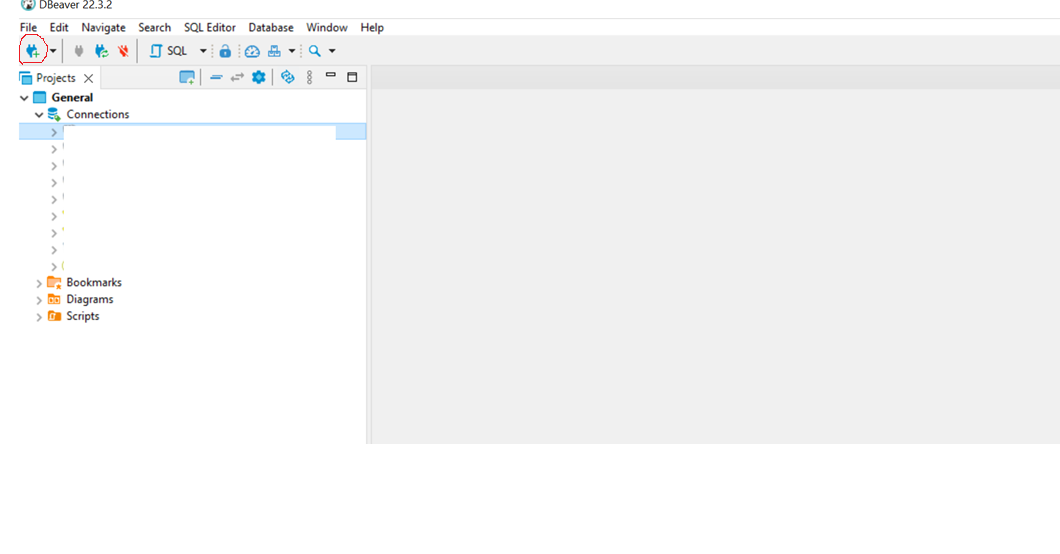 DBeaver 22.3.2
File Edit Navigate Search SQL Editor Database Window Help
SQL
Projects
General
Connections
Bookmarks
Diagrams
Scripts